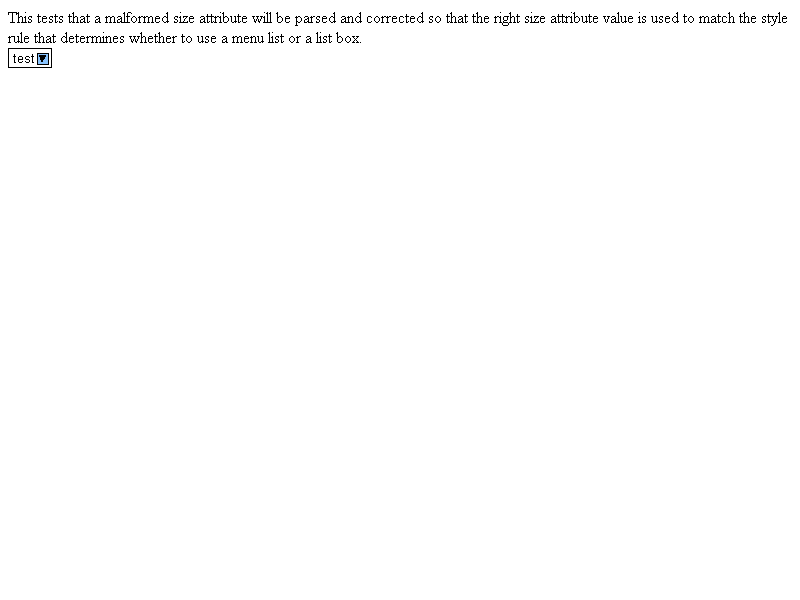 This tests that a malformed size attribute will be parsed and corrected so that the right size attribute value is used to match the style
rule that determines whether to use a menu list or a list box.
test